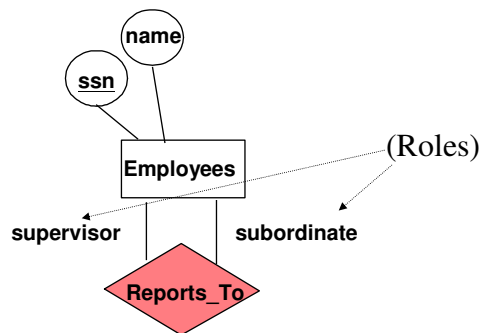 name
ssn
Employees
(Roles)
supervisor
subordinate
Reports_To